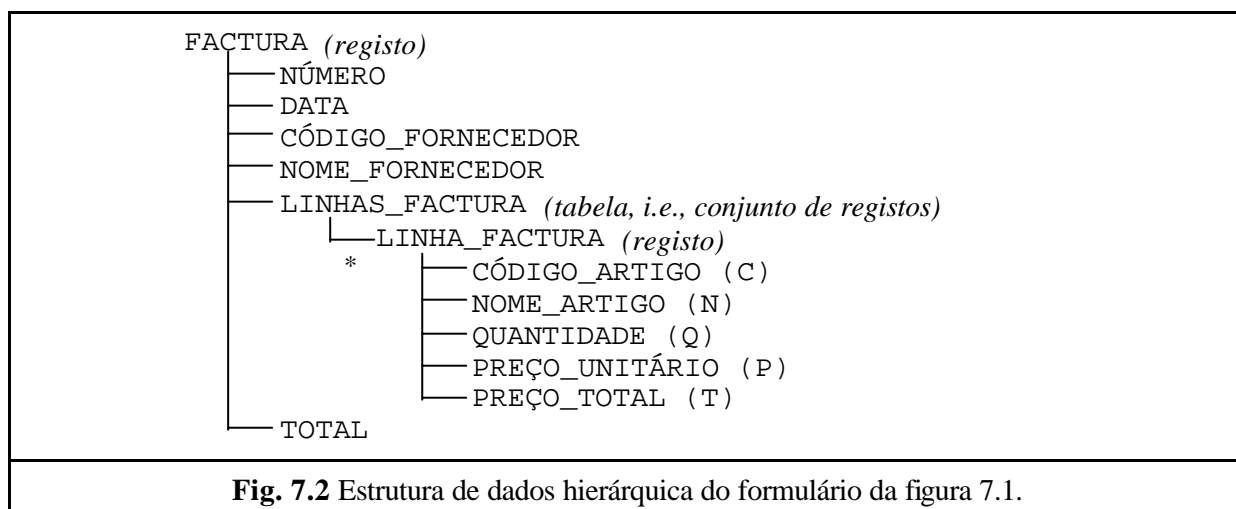 FACTURA (registo)
NÚMERO
DATA
CÓDIGO_FORNECEDOR
NOME_FORNECEDOR
LINHAS_FACTURA (tabela, i.e., conjunto de registos)
LINHA_FACTURA (registo)
*
CÓDIGO_ARTIGO (C)
NOME_ARTIGO (N)
QUANTIDADE (Q)
PREÇO_UNITÁRIO (P)
PREÇO_TOTAL (T)
TOTAL
Fig. 7.2 Estrutura de dados hierárquica do formulário da figura 7.1.